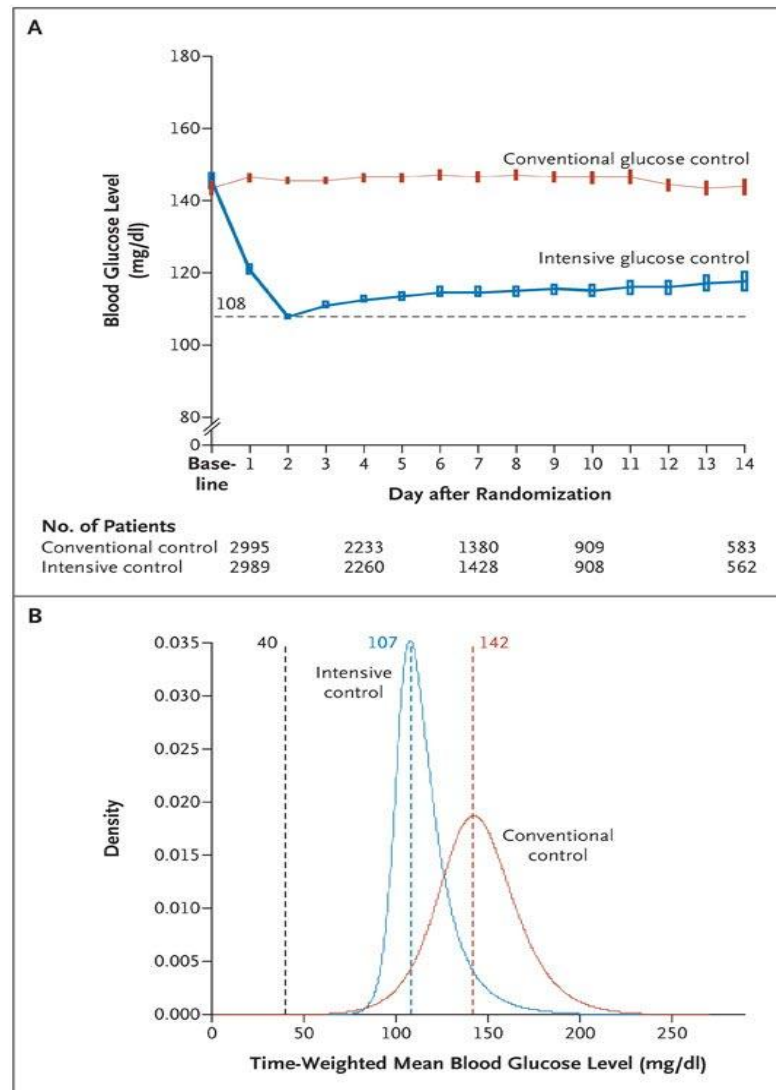 A
180
160
Conventional glucose control
140
Blood Glucose Level
(mg/dl)
Intensive glucose control
120
108
100
80
0
Base-
line
1 2 3 4 5 6 7 8 9 10 11 12 13 14
Day after Randomization
No. of Patients
Conventional control 2995 2233 1380 909 583
Intensive control 2989 2260 1428 908 562
B
40 107 142
0.035
Intensive
control
0.030
0.025
0.020
Density
Conventional
control
0.015
0.010
0.005
0.000
0 50 100 150 200 250
Time-Weighted Mean Blood Glucose Level (mg/dl)